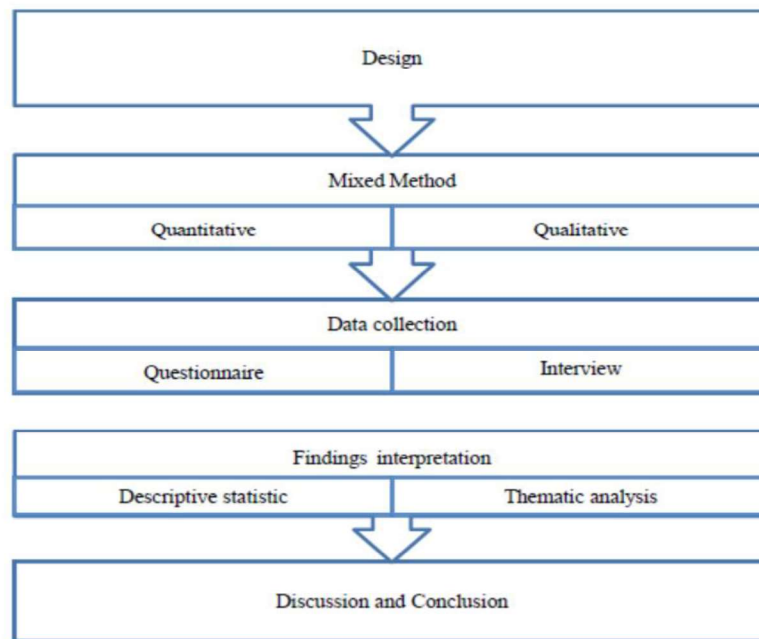 Design
Mixed Method
Quantitative
Qualitative
Data collection
Questionnaire
Interview
Findings interpretation
Descriptive statistic
Thematic analysis
Discussion and Conclusion